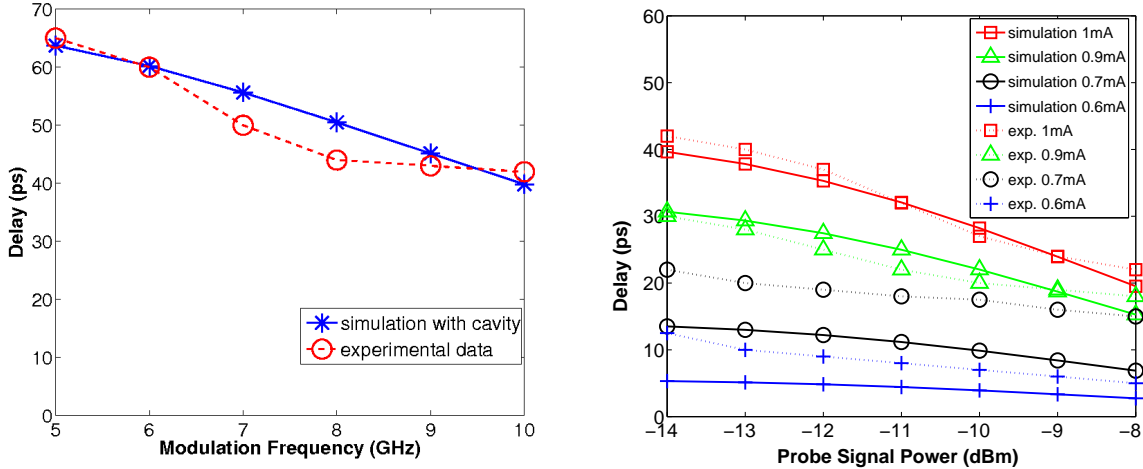 70
60
50
40
30
20
10
0
Delay (ps)
5
6
7
8
9
10
Modulation Frequency (GHz)
simulation with cavity
experimental data
60
50
40
30
20
10
0
Delay (ps)
−14
−13
−12
−11
−10
−9
−8
Probe Signal Power (dBm)
simulation 1mA
simulation 0.9mA
simulation 0.7mA
simulation 0.6mA
exp. 1mA
exp. 0.9mA
exp. 0.7mA
exp. 0.6mA